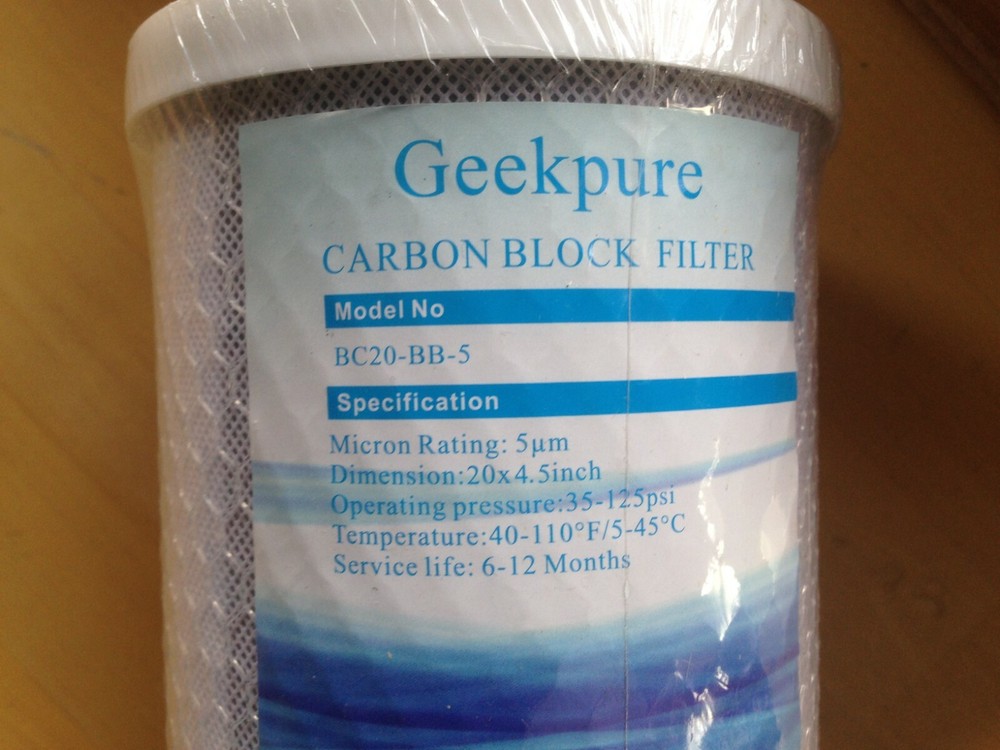 Geekpure
CARBON BLOCK FILTER
Model No
BC20-BB-5
Specification
Micron Rating: 5μm
Dimension:20x4.5inch
Operating pressure:35-125psi
Temperature:40-110°F/5-45°C
Service life: 6-12 Months